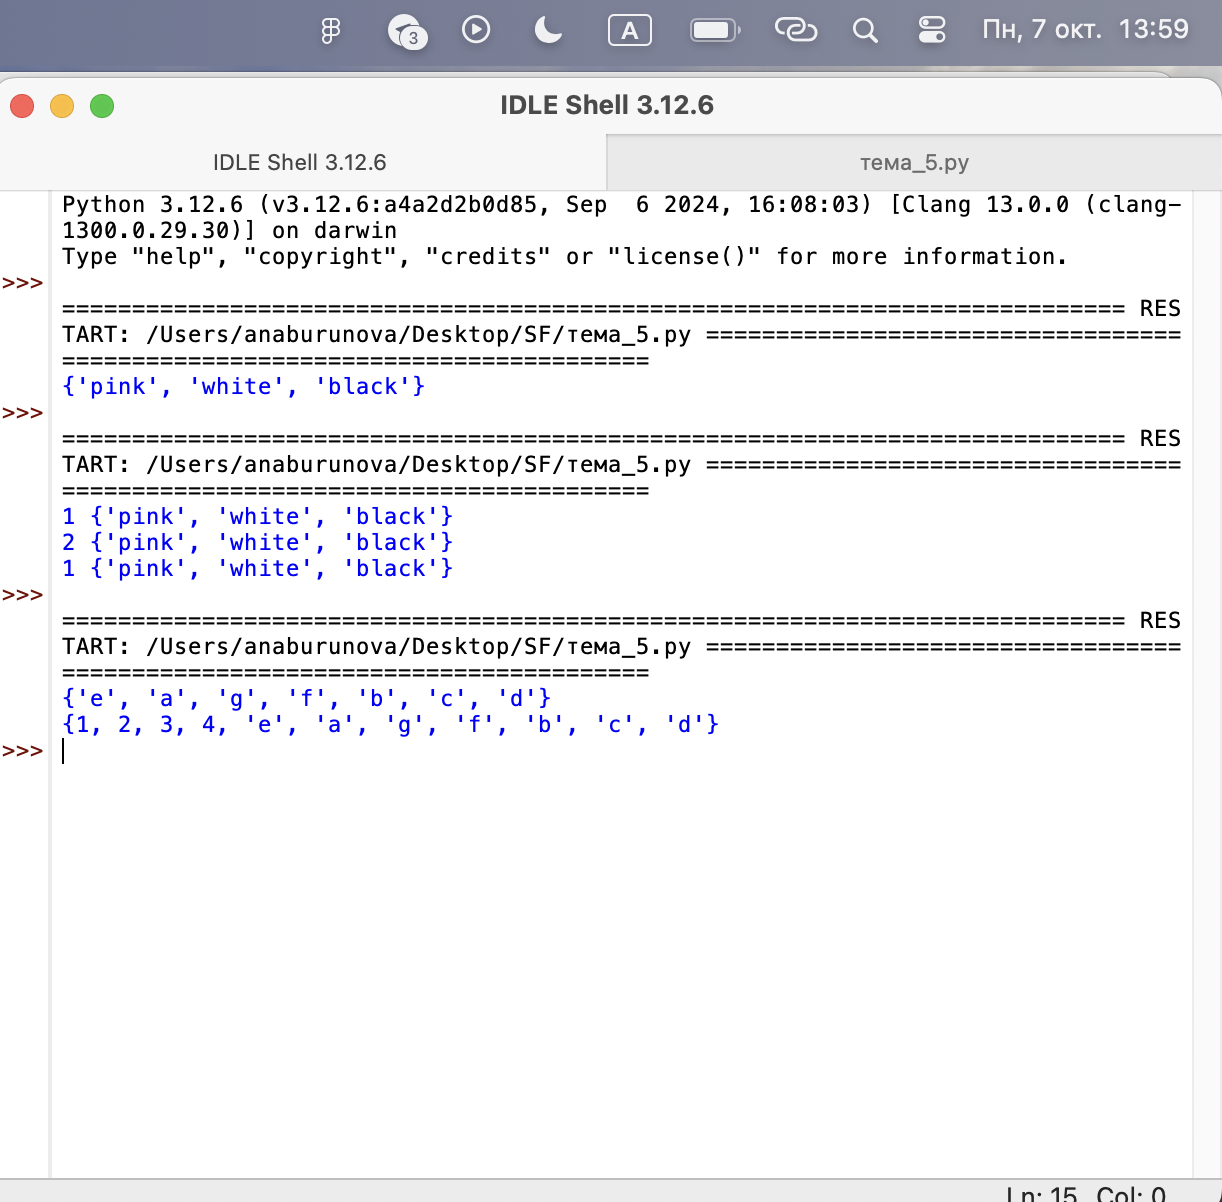 3 A Пн, 7 окт. 13:59
IDLE Shell 3.12.6
IDLE Shell 3.12.6 тема_5.py
Python 3.12.6 (v3.12.6:a4a2d2b0d85, Sep  6 2024, 16:08:03) [Clang 13.0.0 (clang-
1300.0.29.30)] on darwin
Type "help", "copyright", "credits" or "license()" for more information.
>>>
============================================================================ RES
TART: /Users/anaburunova/Desktop/SF/тема_5.py ==================================
==========================================
{'pink', 'white', 'black'}
>>>
============================================================================ RES
TART: /Users/anaburunova/Desktop/SF/тема_5.py ==================================
==========================================
1 {'pink', 'white', 'black'}
2 {'pink', 'white', 'black'}
1 {'pink', 'white', 'black'}
>>>
============================================================================ RES
TART: /Users/anaburunova/Desktop/SF/тема_5.py ==================================
==========================================
{'e', 'a', 'g', 'f', 'b', 'c', 'd'}
{1, 2, 3, 4, 'e', 'a', 'g', 'f', 'b', 'c', 'd'}
>>>
Ln: 15 Col: 0